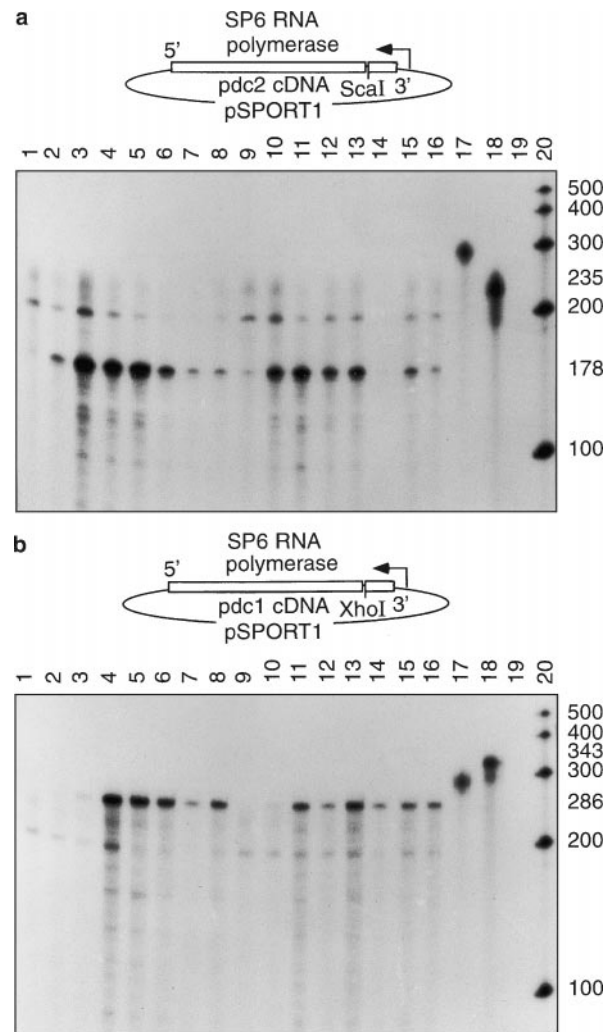 a
SP6 RNA
polymerase
5'
pdc2 cDNA
ScaI 3'
pSPORT1
1 2 3 4 5 6 7 8 9 10 11 12 13 14 15 16 17 18 19 20
500
400
300
235
200
178
100
b
SP6 RNA
polymerase
5'
pdc1 cDNA
XhoI 3'
pSPORT1
1 2 3 4 5 6 7 8 9 10 11 12 13 14 15 16 17 18 19 20
500
400
343
300
286
200
100